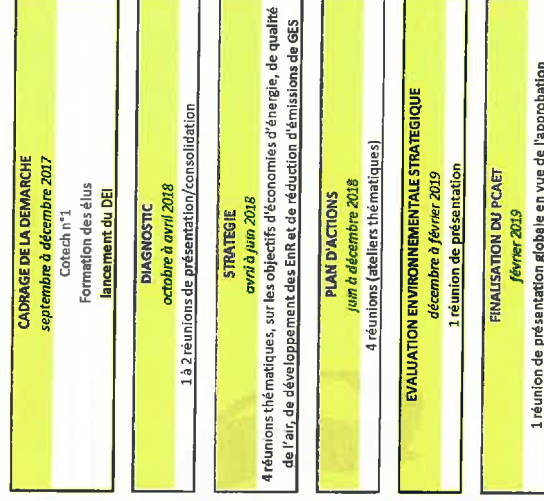 CADRAGE DE LA DEMARCHE
septembre à décembre 2017
Cotech n°1
Formation des élus
lancement du DEI
DIAGNOSTIC
octobre à avril 2018
1 à 2 réunions de présentation/consolidation
STRATEGIE
avril à juin 2018
4 réunions thématiques, sur les objectifs d'économies d'énergie, de qualité
de l'air, de développement des EnR et de réduction d'émissions de GES
PLAN D'ACTIONS
juin à décembre 2018
4 réunions (ateliers thématiques)
EVALUATION ENVIRONNEMENTALE STRATEGIQUE
décembre à février 2019
1 réunion de présentation
FINALISATION DU PCAET
février 2019
1 réunion de présentation globale en vue de l'approbation